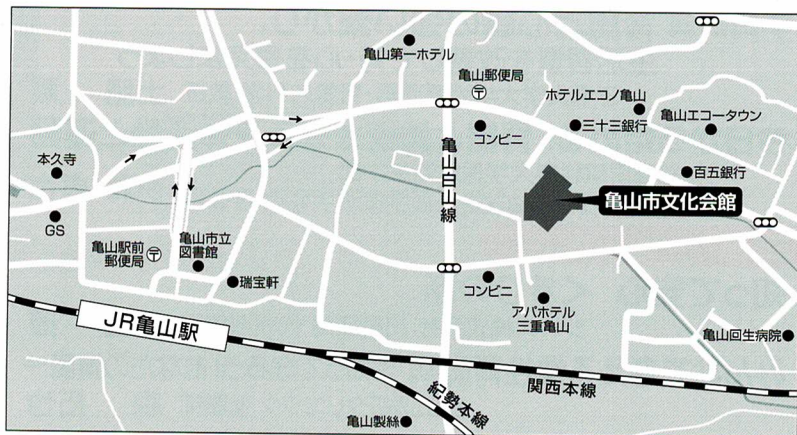 亀山第一ホテル
亀山郵便局
ホテルエコノ亀山
亀山エコータウン
コンビニ
三十三銀行
本久寺
亀山白山線
百五銀行
亀山市文化会館
GS
亀山駅前
郵便局
亀山市立
図書館
瑞宝軒
コンビニ
アパホテル
三重亀山
JR亀山駅
亀山回生病院
関西本線
紀勢本線
亀山製絲